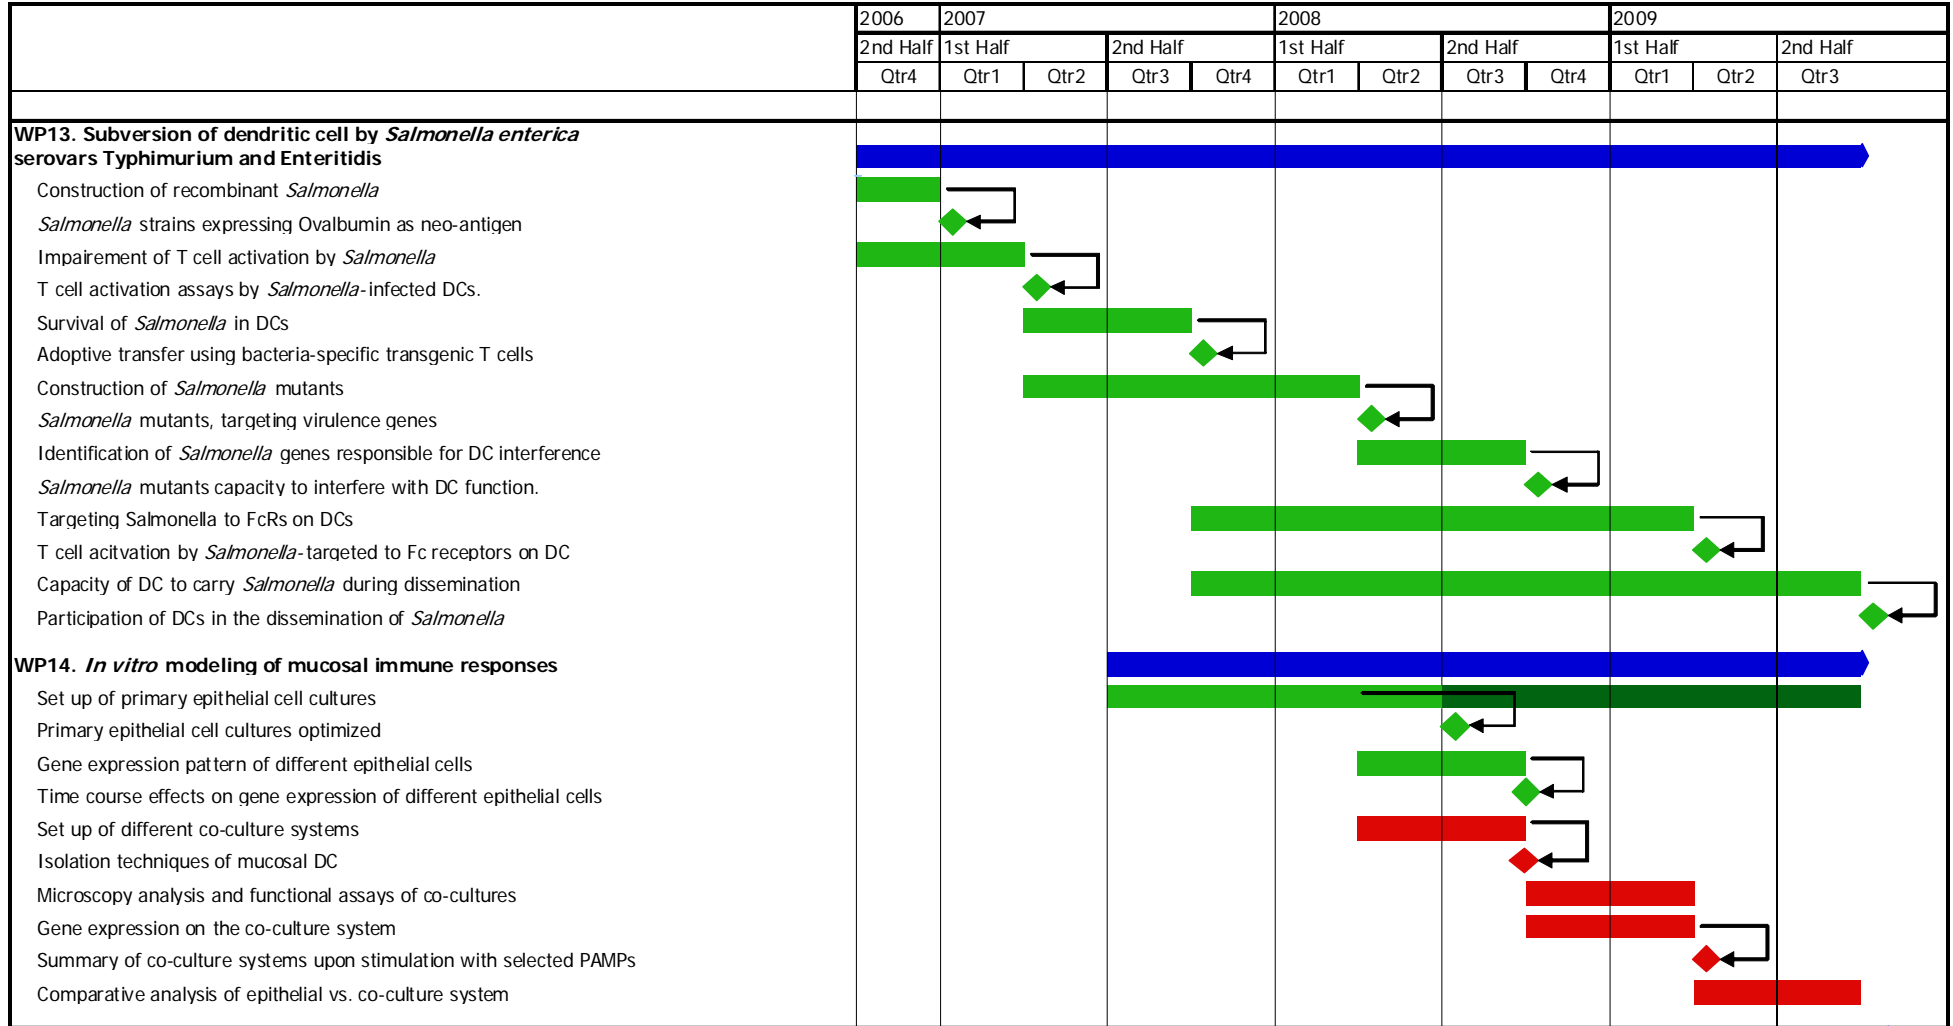 2006 2007 2008 2009
2nd Half 1st Half 2nd Half 1st Half 2nd Half 1st Half 2nd Half
Qtr4 Qtr1 Qtr2 Qtr3 Qtr4 Qtr1 Qtr2 Qtr3 Qtr4 Qtr1 Qtr2 Qtr3
WP13. Subversion of dendritic cell by Salmonella enterica
serovars Typhimurium and Enteritidis
Construction of recombinant Salmonella
Salmonella strains expressing Ovalbumin as neo-antigen
Impairement of T cell activation by Salmonella
T cell activation assays by Salmonella-infected DCs.
Survival of Salmonella in DCs
Adoptive transfer using bacteria-specific transgenic T cells
Construction of Salmonella mutants
Salmonella mutants, targeting virulence genes
Identification of Salmonella genes responsible for DC interference
Salmonella mutants capacity to interfere with DC function.
Targeting Salmonella to FcRs on DCs
T cell acitvation by Salmonella-targeted to Fc receptors on DC
Capacity of DC to carry Salmonella during dissemination
Participation of DCs in the dissemination of Salmonella
WP14. In vitro modeling of mucosal immune responses
Set up of primary epithelial cell cultures
Primary epithelial cell cultures optimized
Gene expression pattern of different epithelial cells
Time course effects on gene expression of different epithelial cells
Set up of different co-culture systems
Isolation techniques of mucosal DC
Microscopy analysis and functional assays of co-cultures
Gene expression on the co-culture system
Summary of co-culture systems upon stimulation with selected PAMPs
Comparative analysis of epithelial vs. co-culture system